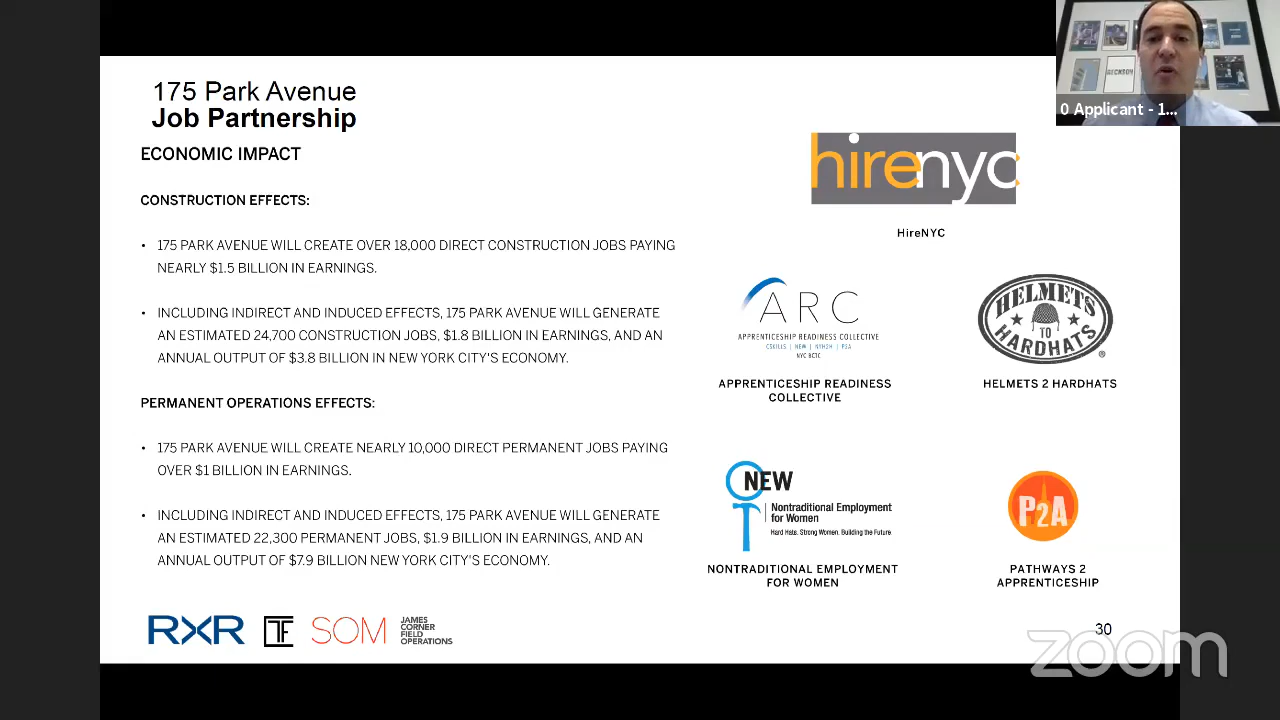 175 Park Avenue
Job Partnership
ECONOMIC IMPACT
CONSTRUCTION EFFECTS:
• 175 PARK AVENUE WILL CREATE OVER 18,000 DIRECT CONSTRUCTION JOBS PAYING
NEARLY $1.5 BILLION IN EARNINGS.
• INCLUDING INDIRECT AND INDUCED EFFECTS, 175 PARK AVENUE WILL GENERATE
AN ESTIMATED 24,700 CONSTRUCTION JOBS, $1.8 BILLION IN EARNINGS, AND AN
ANNUAL OUTPUT OF $3.8 BILLION IN NEW YORK CITY'S ECONOMY.
PERMANENT OPERATIONS EFFECTS:
• 175 PARK AVENUE WILL CREATE NEARLY 10,000 DIRECT PERMANENT JOBS PAYING
OVER $1 BILLION IN EARNINGS.
• INCLUDING INDIRECT AND INDUCED EFFECTS, 175 PARK AVENUE WILL GENERATE
AN ESTIMATED 22,300 PERMANENT JOBS, $1.9 BILLION IN EARNINGS, AND AN
ANNUAL OUTPUT OF $7.9 BILLION NEW YORK CITY'S ECONOMY.
hirenyc
HireNYC
ARC
APPRENTICESHIP READINESS COLLECTIVE
CSKILLS | NEW | NYHDH | P2A
NYC BCTC
APPRENTICESHIP READINESS
COLLECTIVE
HELMETS
TO
HARDHATS
®
HELMETS 2 HARDHATS
NEW
Nontraditional Employment
for Women
Hard Hats. Strong Women. Building the Future.
NONTRADITIONAL EMPLOYMENT
FOR WOMEN
P2A
PATHWAYS 2
APPRENTICESHIP
RXR
TF
SOM
JAMES
CORNER
FIELD
OPERATIONS
30
zoom
0 Applicant - 1...